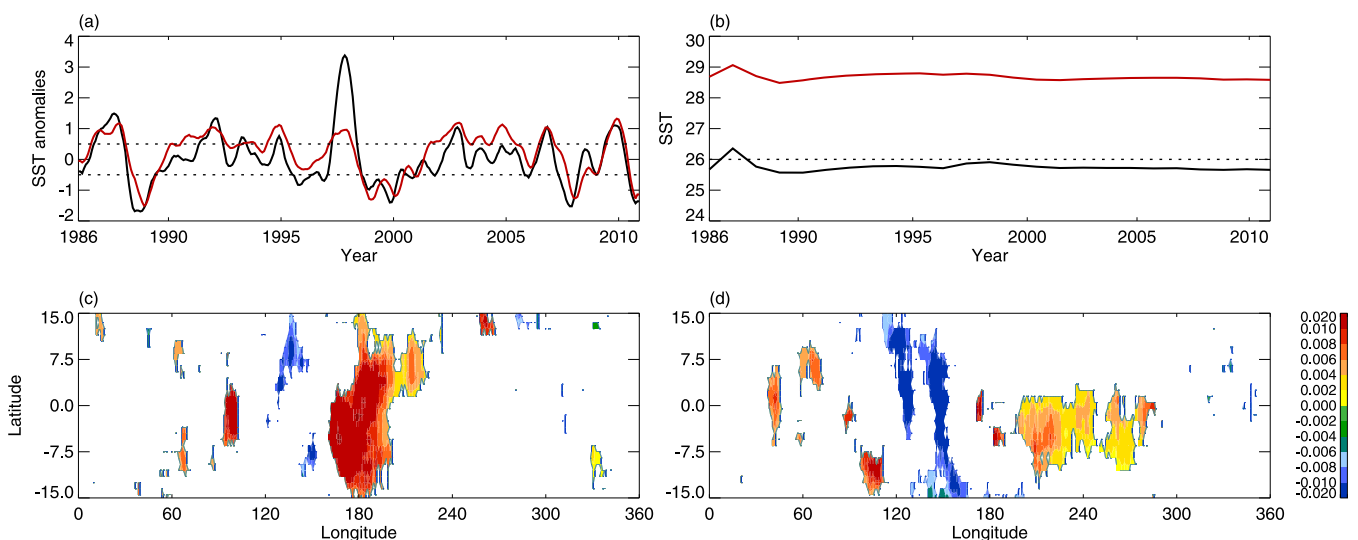 (a)
SST anomalies
4
3
2
1
0
-1
-2
1986 1990 1995 2000 2005 2010
Year
(b)
SST
30
29
28
27
26
25
24
1986 1990 1995 2000 2005 2010
Year
(c)
Latitude
15.0
7.5
0.0
-7.5
-15.0
0 60 120 180 240 300 360
Longitude
(d)
15.0
7.5
0.0
-7.5
-15.0
0 60 120 180 240 300 360
Longitude
0.020
0.010
0.008
0.006
0.004
0.002
0.000
-0.002
-0.004
-0.006
-0.008
-0.010
-0.020